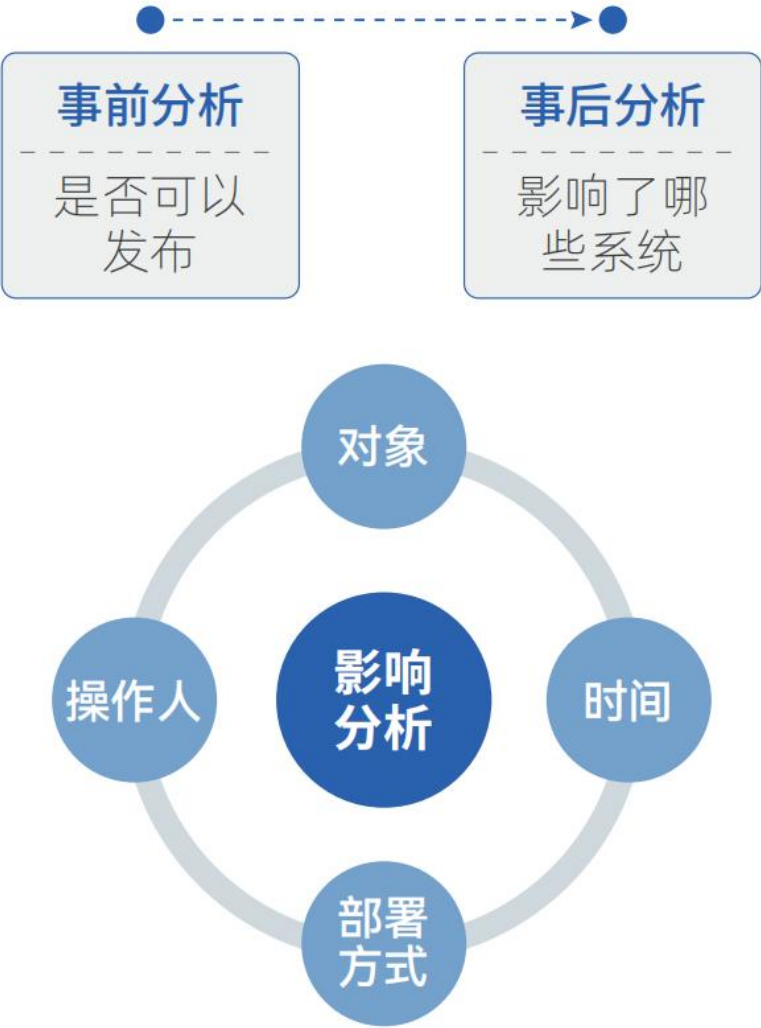 事前分析
是否可以
发布
事后分析
影响了哪
些系统
对象
操作人
影响
分析
时间
部署
方式